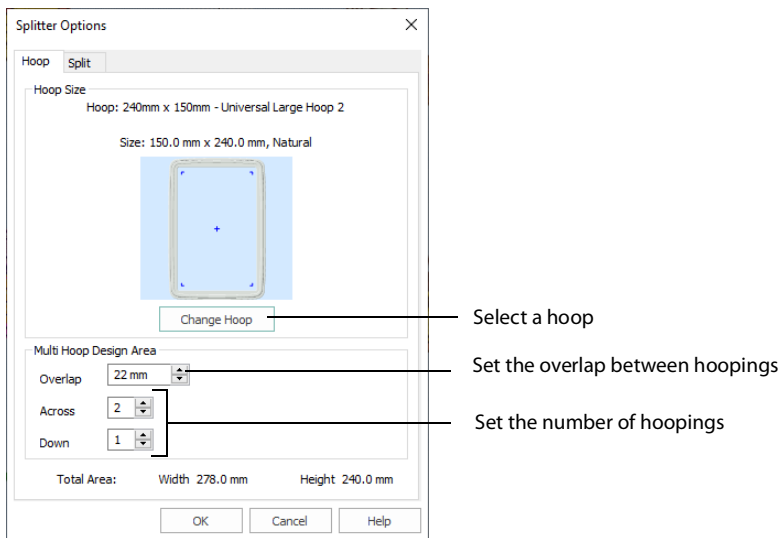 Splitter Options
Hoop Split
Hoop Size
Hoop: 240mm x 150mm - Universal Large Hoop 2
Size: 150.0 mm x 240.0 mm, Natural
Change Hoop
Select a hoop
Multi Hoop Design Area
Overlap 22 mm
Set the overlap between hoopings
Across 2
Set the number of hoopings
Down 1
Total Area: Width 278.0 mm Height 240.0 mm
OK Cancel Help